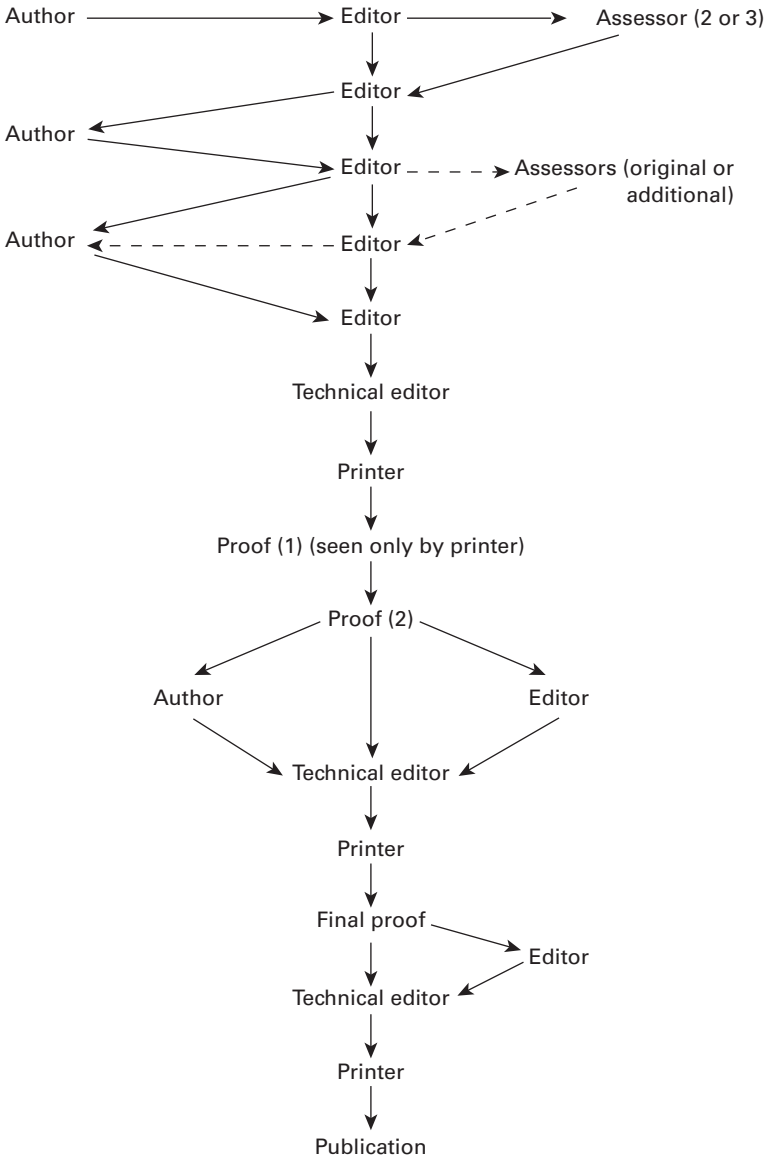 Author
Editor
Assessor (2 or 3)
Editor
Author
Editor
Assessors (original or
additional)
Author
Editor
Editor
Technical editor
Printer
Proof (1) (seen only by printer)
Proof (2)
Author
Editor
Technical editor
Printer
Final proof
Editor
Technical editor
Printer
Publication